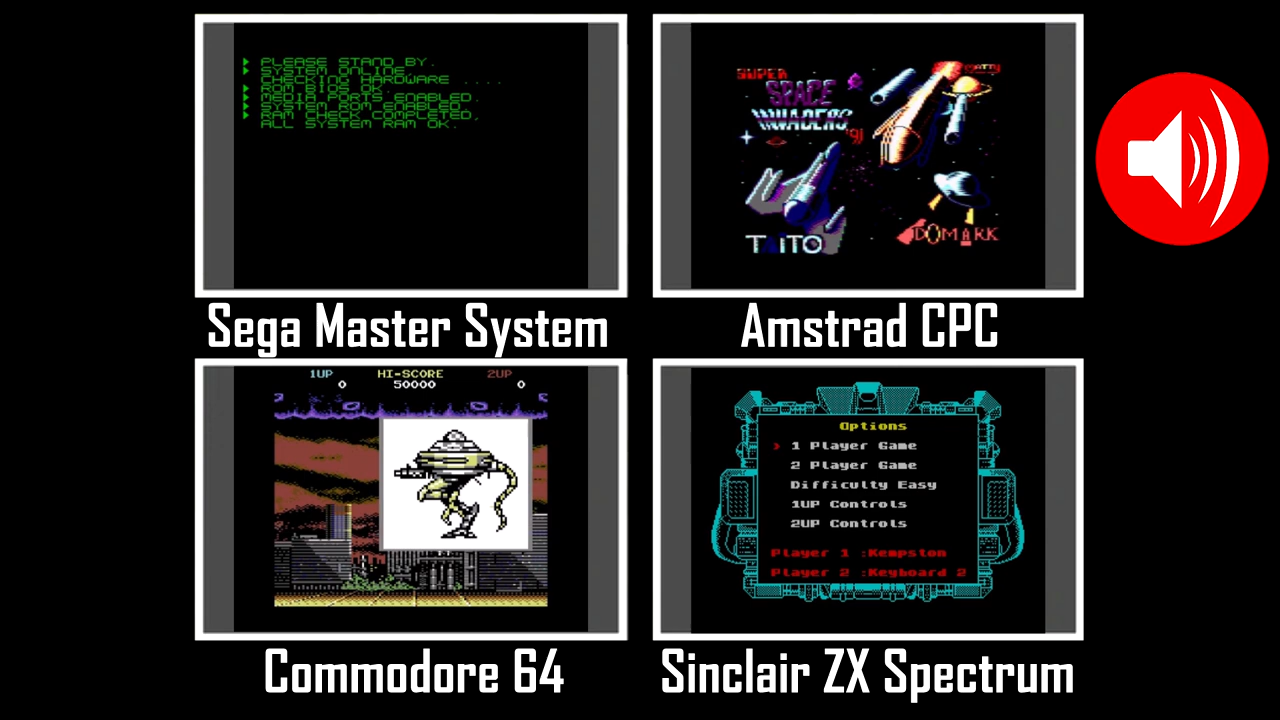 PLEASE STAND BY.
SYSTEM ONLINE.
CHECKING HARDWARE ....
ROM BIOS OK.
MEDIA PORTS ENABLED.
SYSTEM ROM ENABLED.
RAM CHECK COMPLETED.
ALL SYSTEM RAM OK.
Sega Master System
SUPER
SPACE
INVADERS
'91
TAITO
DOMARK
Amstrad CPC
1UP HI-SCORE 2UP
0 50000 0
Commodore 64
Options
1 Player Game
2 Player Game
Difficulty Easy
1UP Controls
2UP Controls
Player 1 :Kempston
Player 2 :Keyboard 2
Sinclair ZX Spectrum